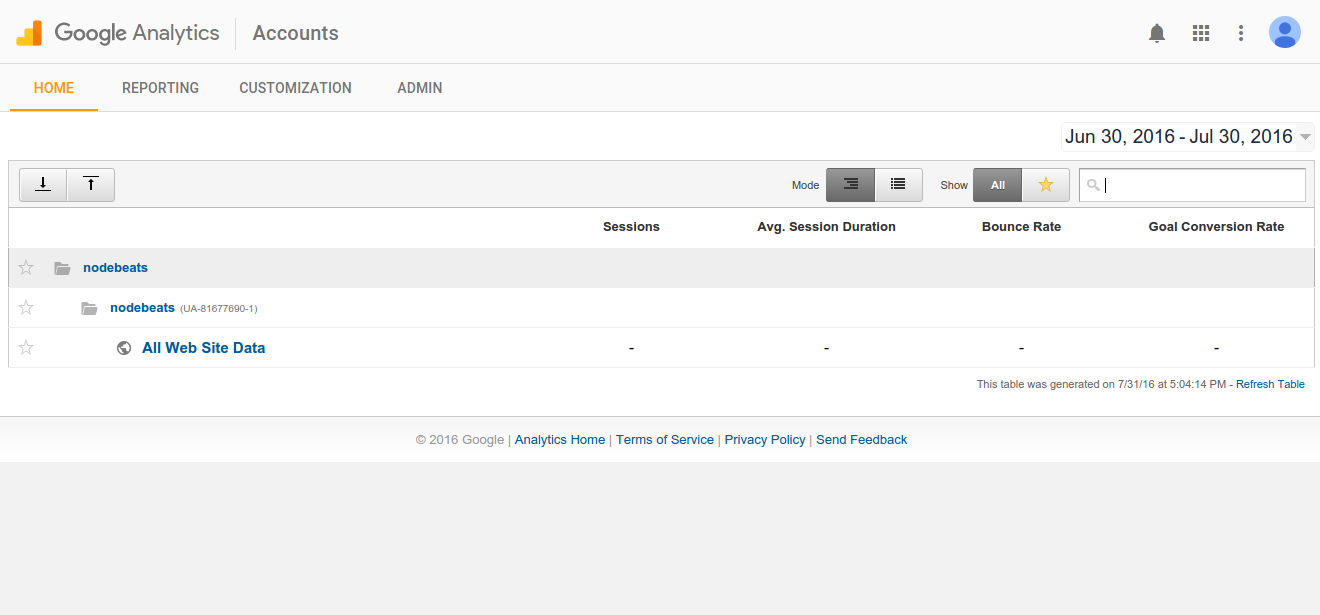 Google Analytics Accounts
HOME REPORTING CUSTOMIZATION ADMIN
Jun 30, 2016 - Jul 30, 2016
Mode Show All
Sessions Avg. Session Duration Bounce Rate Goal Conversion Rate
nodebeats
nodebeats (UA-81677690-1)
All Web Site Data - - - -
This table was generated on 7/31/16 at 5:04:14 PM - Refresh Table
© 2016 Google | Analytics Home | Terms of Service | Privacy Policy | Send Feedback